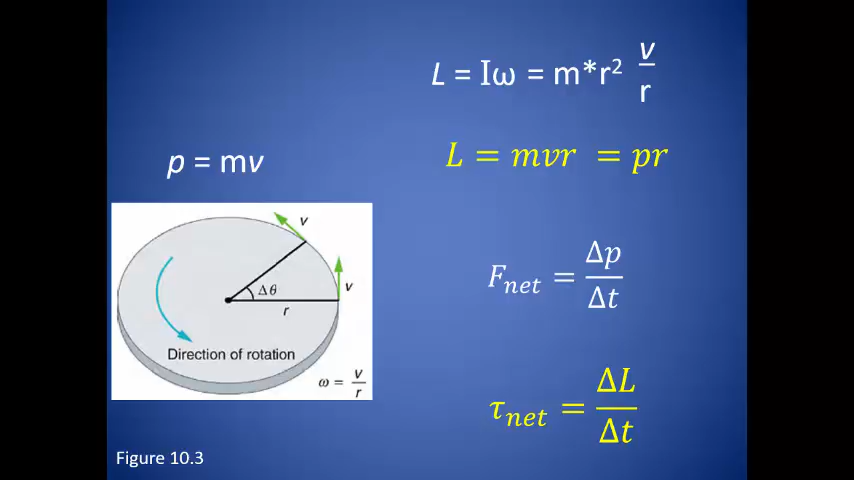 L = Iω = m*r² v/r
p = mv
L = mvr = pr
v
v
Δθ
r
Direction of rotation
ω = v/r
F_net = Δp/Δt
τ_net = ΔL/Δt
Figure 10.3